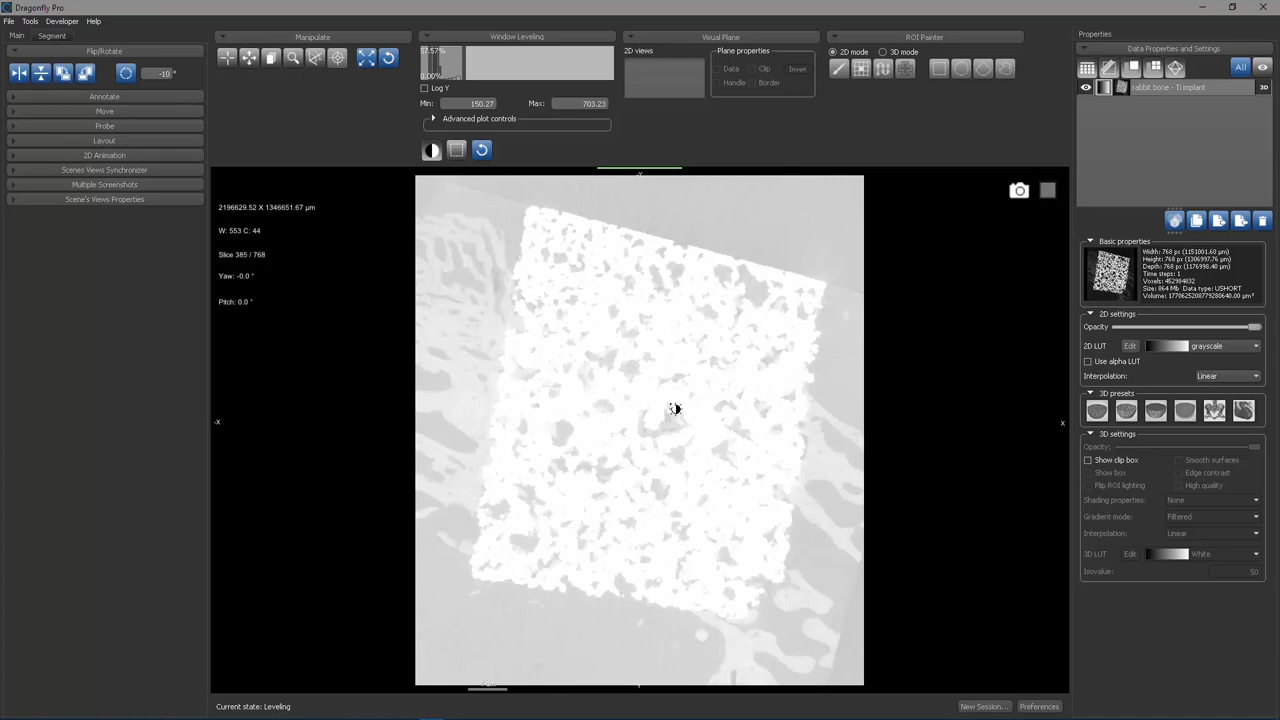 Dragonfly Pro
File Tools Developer Help
Main Segment
Flip/Rotate
-10 °
Annotate
Move
Probe
Layout
2D Animation
Scenes Views Synchronizer
Multiple Screenshots
Scene's Views Properties
Manipulate
Window Leveling
57.57%
0.00%
Log Y
Min: 150.27 Max: 703.23
Advanced plot controls
Visual Plane
2D views
Plane properties
Data Clip Invert
Handle Border
ROI Painter
2D mode 3D mode
2196629.52 X 1346651.67 µm
W: 553 C: 44
Slice 385 / 768
Yaw: -0.0 °
Pitch: 0.0 °
-Y
-X
X
Y
Current state: Leveling
New Session... Preferences
Properties
Data Properties and Settings
All
rabbit bone - Ti implant 3D
Basic properties
Width: 768 px (1151001.60 µm)
Height: 768 px (1306997.76 µm)
Depth: 768 px (1176998.40 µm)
Time steps: 1
Voxels: 452984832
Size: 864 Mb Data type: USHORT
2D settings
Opacity
2D LUT Edit grayscale
Use alpha LUT
Interpolation: Linear
3D presets
3D settings
Opacity:
Show clip box Smooth surfaces
Show box Edge contrast
Flip ROI lighting High quality
Shading properties: None
Gradient mode: Filtered
Interpolation: Linear
3D LUT Edit White
Isovalue: 50